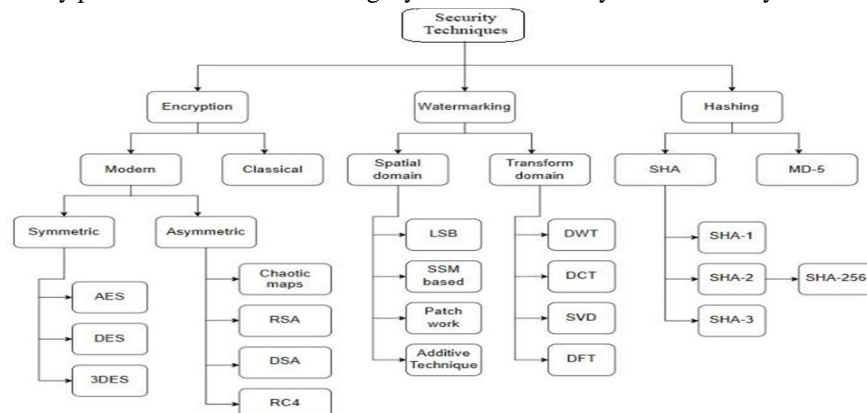 Security
Techniques
Encryption
Watermarking
Hashing
Modern
Classical
Spatial
domain
Transform
domain
SHA
MD-5
Symmetric
Asymmetric
LSB
DWT
SHA-1
Chaotic
maps
SSM
based
DCT
SHA-2
SHA-256
AES
RSA
Patch
work
SVD
SHA-3
DES
DSA
Additive
Technique
DFT
3DES
RC4